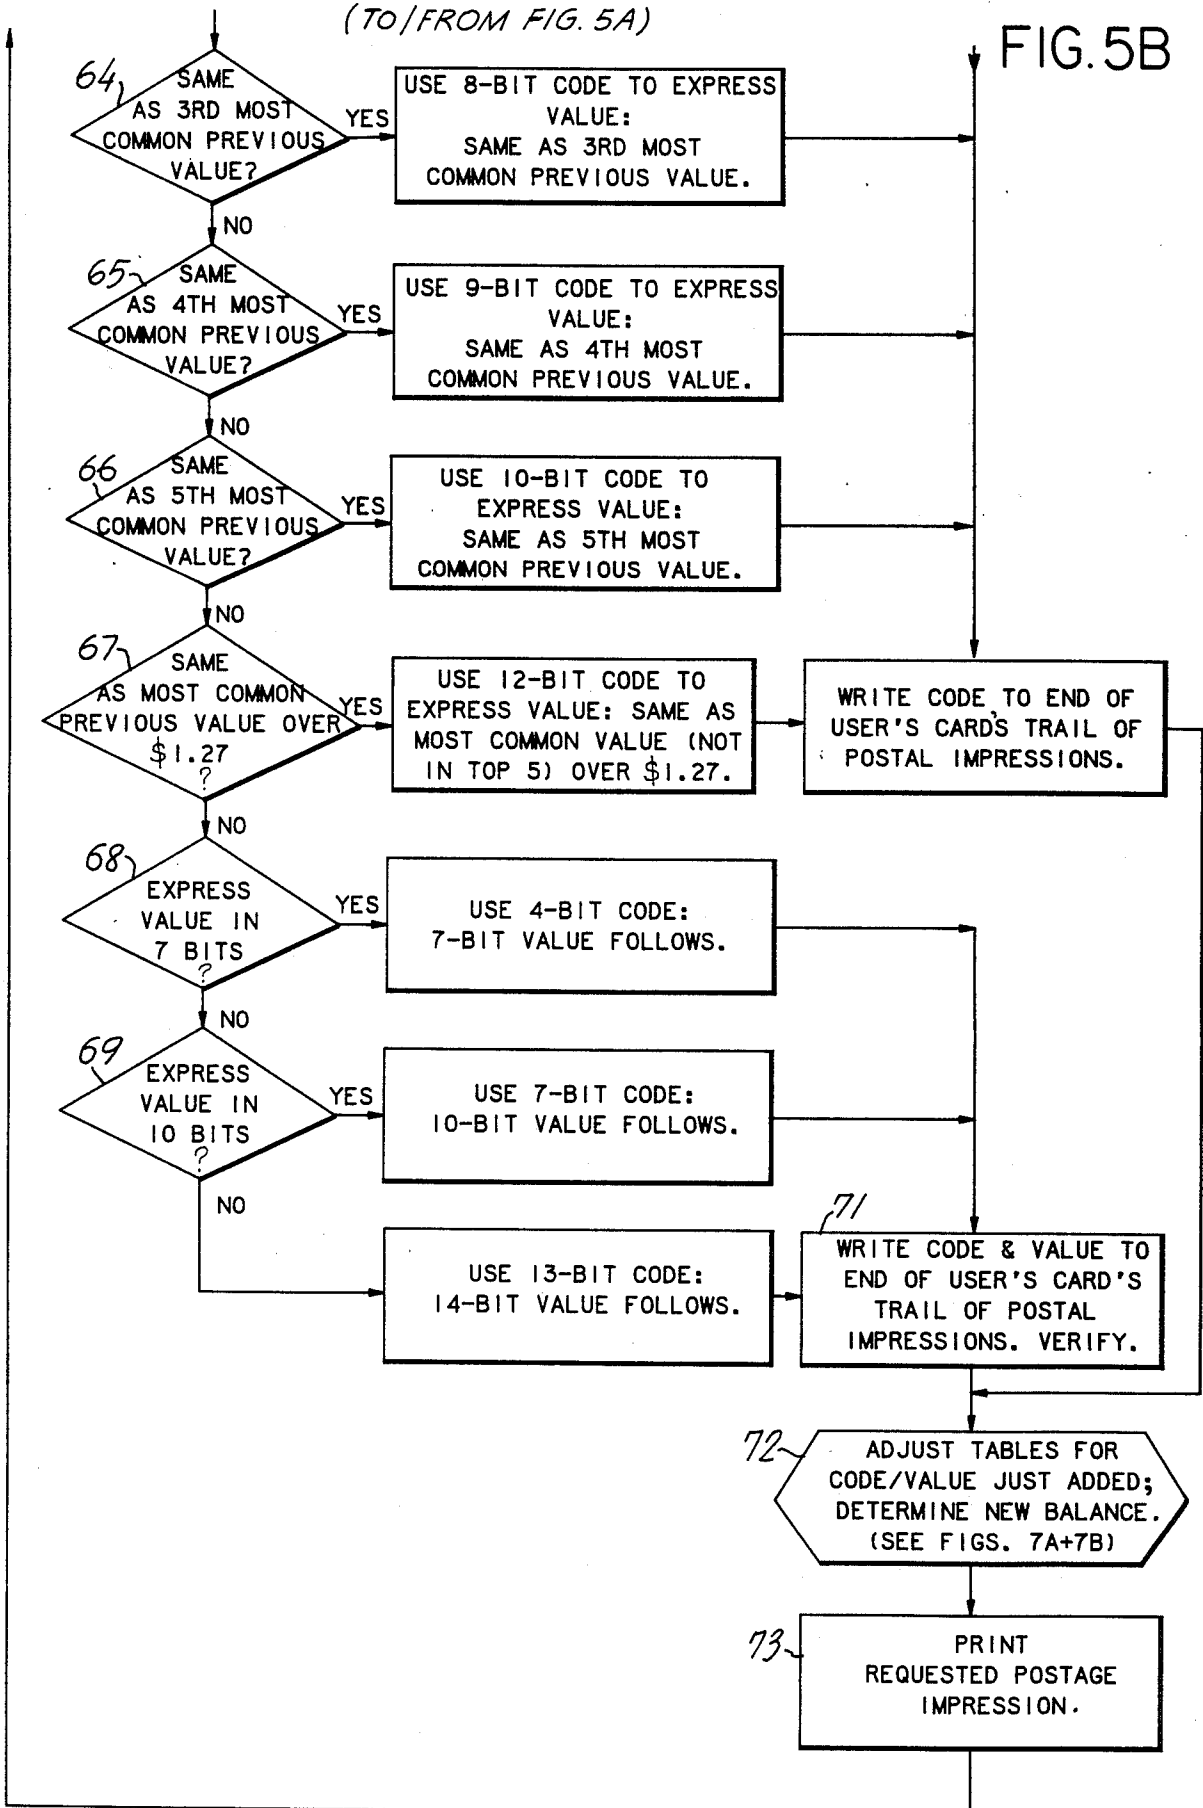 (TO/FROM FIG. 5A)
FIG. 5B
64
SAME
AS 3RD MOST
COMMON PREVIOUS
VALUE?
YES
USE 8-BIT CODE TO EXPRESS
VALUE:
SAME AS 3RD MOST
COMMON PREVIOUS VALUE.
NO
65
SAME
AS 4TH MOST
COMMON PREVIOUS
VALUE?
YES
USE 9-BIT CODE TO EXPRESS
VALUE:
SAME AS 4TH MOST
COMMON PREVIOUS VALUE.
NO
66
SAME
AS 5TH MOST
COMMON PREVIOUS
VALUE?
YES
USE 10-BIT CODE TO
EXPRESS VALUE:
SAME AS 5TH MOST
COMMON PREVIOUS VALUE.
NO
67
SAME
AS MOST COMMON
PREVIOUS VALUE OVER
$1.27
?
YES
USE 12-BIT CODE TO
EXPRESS VALUE: SAME AS
MOST COMMON VALUE (NOT
IN TOP 5) OVER $1.27.
WRITE CODE TO END OF
USER'S CARD'S TRAIL OF
POSTAL IMPRESSIONS.
NO
68
EXPRESS
VALUE IN
7 BITS
?
YES
USE 4-BIT CODE:
7-BIT VALUE FOLLOWS.
NO
69
EXPRESS
VALUE IN
10 BITS
?
YES
USE 7-BIT CODE:
10-BIT VALUE FOLLOWS.
NO
USE 13-BIT CODE:
14-BIT VALUE FOLLOWS.
71
WRITE CODE & VALUE TO
END OF USER'S CARD'S
TRAIL OF POSTAL
IMPRESSIONS. VERIFY.
72
ADJUST TABLES FOR
CODE/VALUE JUST ADDED;
DETERMINE NEW BALANCE.
(SEE FIGS. 7A+7B)
73
PRINT
REQUESTED POSTAGE
IMPRESSION.